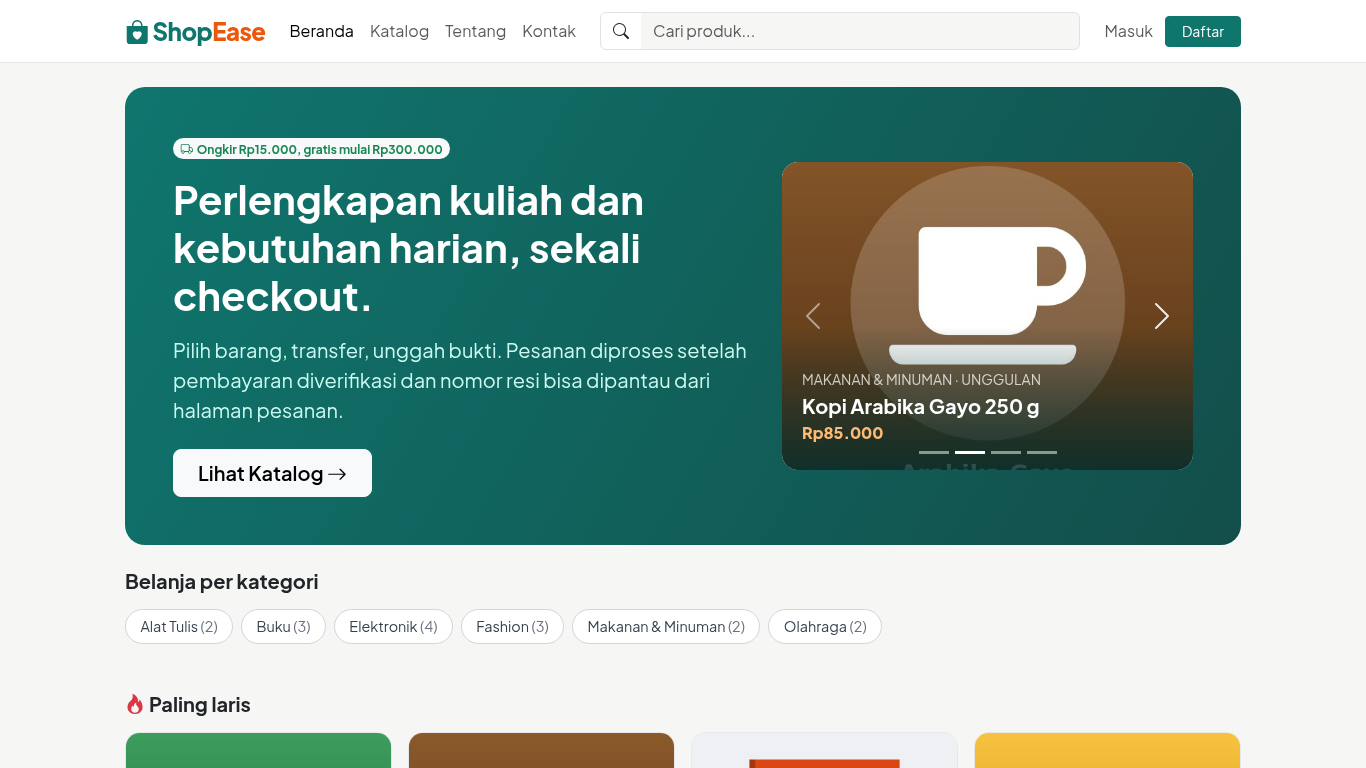 ShopEase
Beranda
Katalog
Tentang
Kontak
Cari produk...
Masuk
Daftar
Ongkir Rp15.000, gratis mulai Rp300.000
Perlengkapan kuliah dan
kebutuhan harian, sekali
checkout.
Pilih barang, transfer, unggah bukti. Pesanan diproses setelah
pembayaran diverifikasi dan nomor resi bisa dipantau dari
halaman pesanan.
Lihat Katalog
MAKANAN & MINUMAN · UNGGULAN
Kopi Arabika Gayo 250 g
Rp85.000
Arabika Gayo
Belanja per kategori
Alat Tulis (2)
Buku (3)
Elektronik (4)
Fashion (3)
Makanan & Minuman (2)
Olahraga (2)
Paling laris